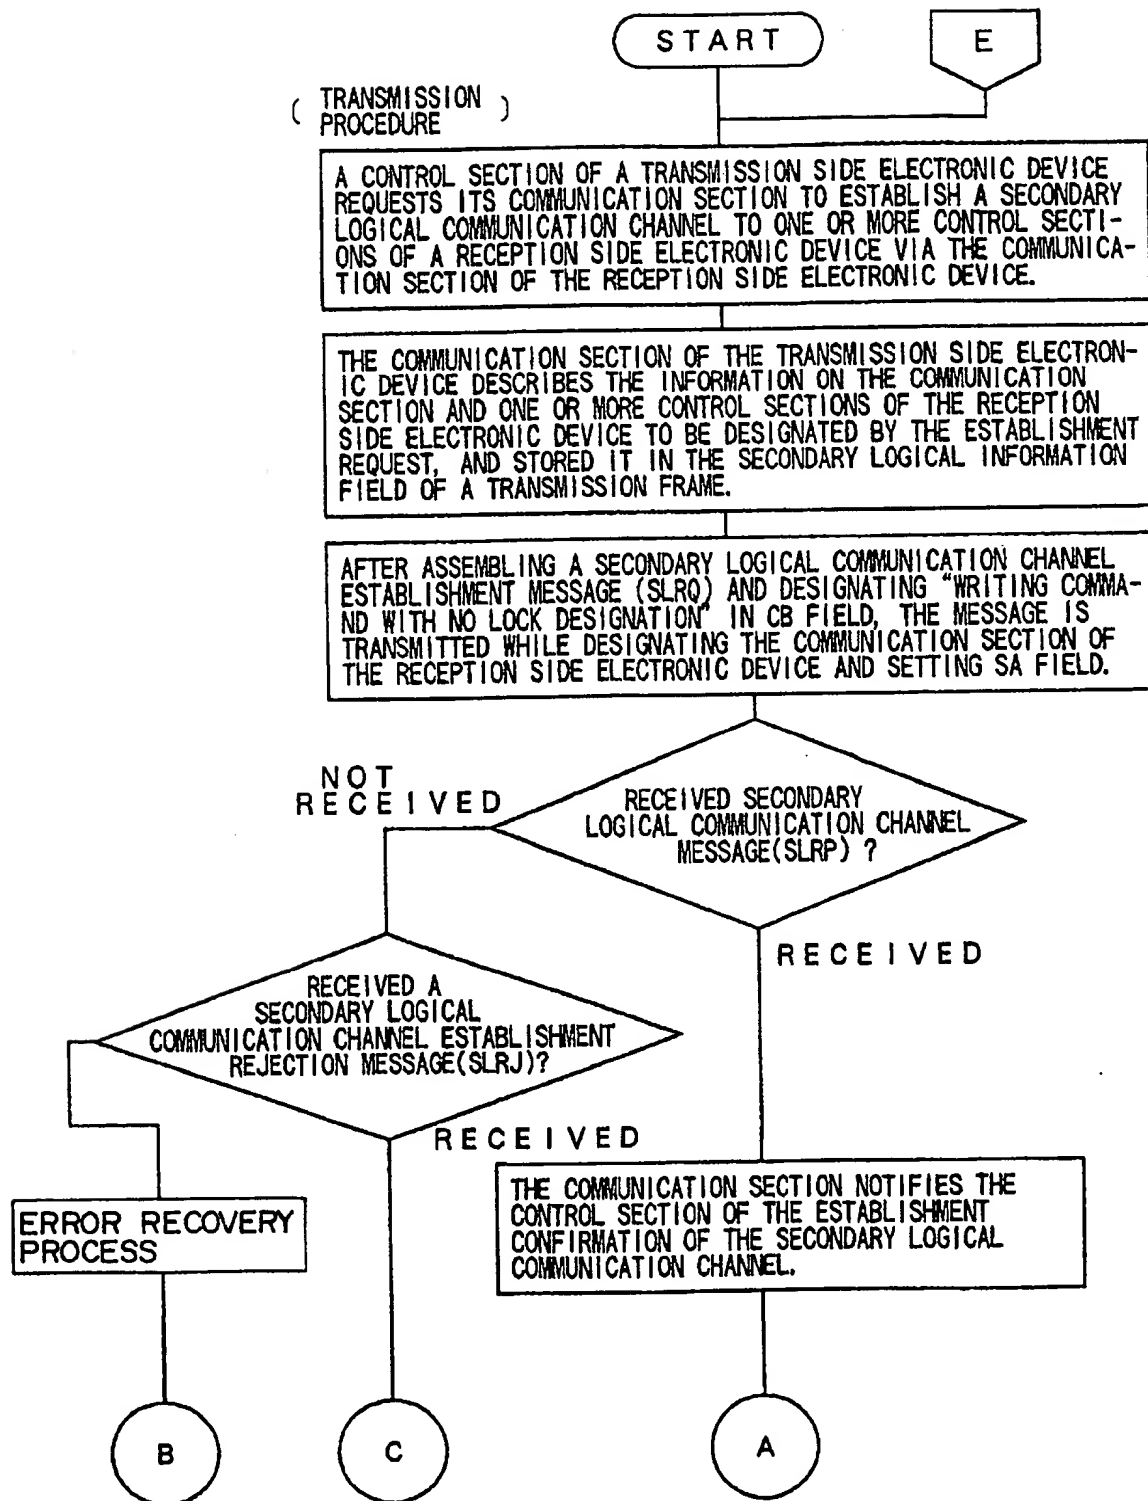 START
E
( TRANSMISSION
PROCEDURE )
A CONTROL SECTION OF A TRANSMISSION SIDE ELECTRONIC DEVICE
REQUESTS ITS COMMUNICATION SECTION TO ESTABLISH A SECONDARY
LOGICAL COMMUNICATION CHANNEL TO ONE OR MORE CONTROL SECTI-
ONS OF A RECEPTION SIDE ELECTRONIC DEVICE VIA THE COMMUNICA-
TION SECTION OF THE RECEPTION SIDE ELECTRONIC DEVICE.
THE COMMUNICATION SECTION OF THE TRANSMISSION SIDE ELECTRON-
IC DEVICE DESCRIBES THE INFORMATION ON THE COMMUNICATION
SECTION AND ONE OR MORE CONTROL SECTIONS OF THE RECEPTION
SIDE ELECTRONIC DEVICE TO BE DESIGNATED BY THE ESTABLISHMENT
REQUEST, AND STORED IT IN THE SECONDARY LOGICAL INFORMATION
FIELD OF A TRANSMISSION FRAME.
AFTER ASSEMBLING A SECONDARY LOGICAL COMMUNICATION CHANNEL
ESTABLISHMENT MESSAGE (SLRQ) AND DESIGNATING "WRITING COMMA-
ND WITH NO LOCK DESIGNATION" IN CB FIELD, THE MESSAGE IS
TRANSMITTED WHILE DESIGNATING THE COMMUNICATION SECTION OF
THE RECEPTION SIDE ELECTRONIC DEVICE AND SETTING SA FIELD.
NOT
RECEIVED
RECEIVED SECONDARY
LOGICAL COMMUNICATION CHANNEL
MESSAGE(SLRP) ?
RECEIVED
RECEIVED A
SECONDARY LOGICAL
COMMUNICATION CHANNEL ESTABLISHMENT
REJECTION MESSAGE(SLRJ)?
RECEIVED
THE COMMUNICATION SECTION NOTIFIES THE
CONTROL SECTION OF THE ESTABLISHMENT
CONFIRMATION OF THE SECONDARY LOGICAL
COMMUNICATION CHANNEL.
ERROR RECOVERY
PROCESS
B
C
A